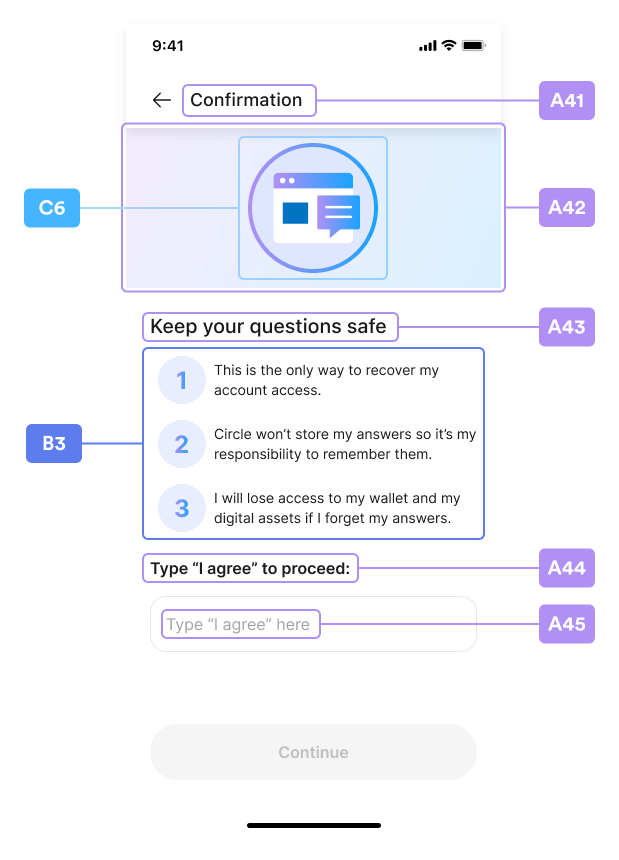 9:41
Confirmation
A41
C6
A42
Keep your questions safe
A43
1
This is the only way to recover my
account access.
B3
2
Circle won’t store my answers so it’s my
responsibility to remember them.
3
I will lose access to my wallet and my
digital assets if I forget my answers.
Type “I agree” to proceed:
A44
Type “I agree” here
A45
Continue